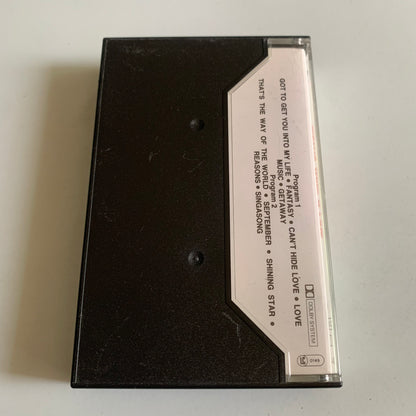 Program 1
GOT TO GET YOU INTO MY LIFE • FANTASY • CAN'T HIDE LOVE • LOVE
MUSIC • GETAWAY
Program 2
THAT'S THE WAY OF THE WORLD • SEPTEMBER • SHINING STAR •
REASONS • SINGASONG
DOLBY SYSTEM
0149